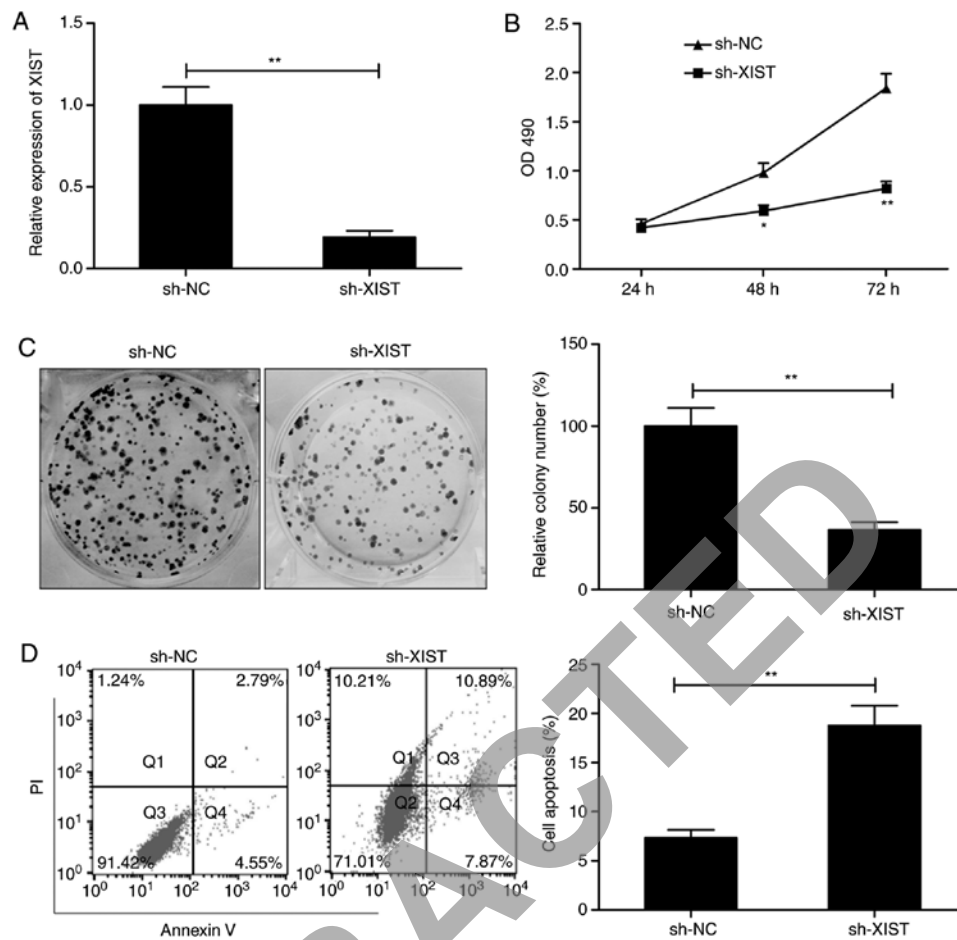 A
Relative expression of XIST
1.5
1.0
0.5
0.0
**
sh-NC
sh-XIST
B
OD 490
2.5
2.0
1.5
1.0
0.5
0.0
sh-NC
sh-XIST
*
**
24 h
48 h
72 h
C
sh-NC
sh-XIST
Relative colony number (%)
150
100
50
0
**
sh-NC
sh-XIST
D
sh-NC
PI
10⁴
10³
10²
10¹
10⁰
1.24%
2.79%
Q1
Q2
Q3
Q4
91.42%
4.55%
10⁰ 10¹ 10² 10³ 10⁴
sh-XIST
10⁴
10³
10²
10¹
10⁰
10.21%
10.89%
Q1
Q3
Q2
Q4
71.01%
7.87%
10⁰ 10¹ 10² 10³ 10⁴
Annexin V
Cell apoptosis (%)
25
20
15
10
5
0
**
sh-NC
sh-XIST
RACTED